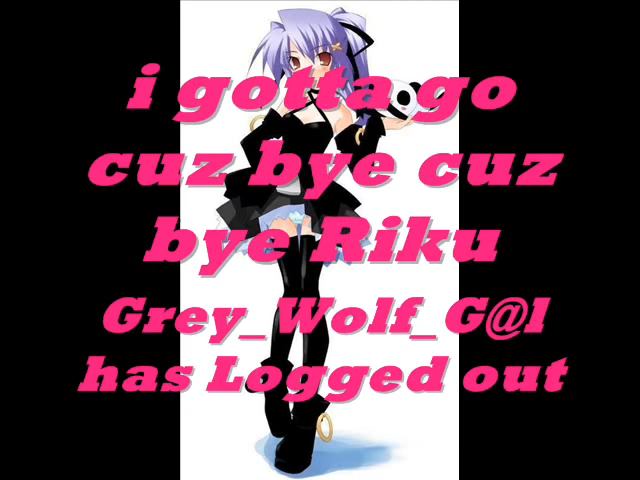 i gotta go
cuz bye cuz
bye Riku
Grey_Wolf_G@l
has Logged out